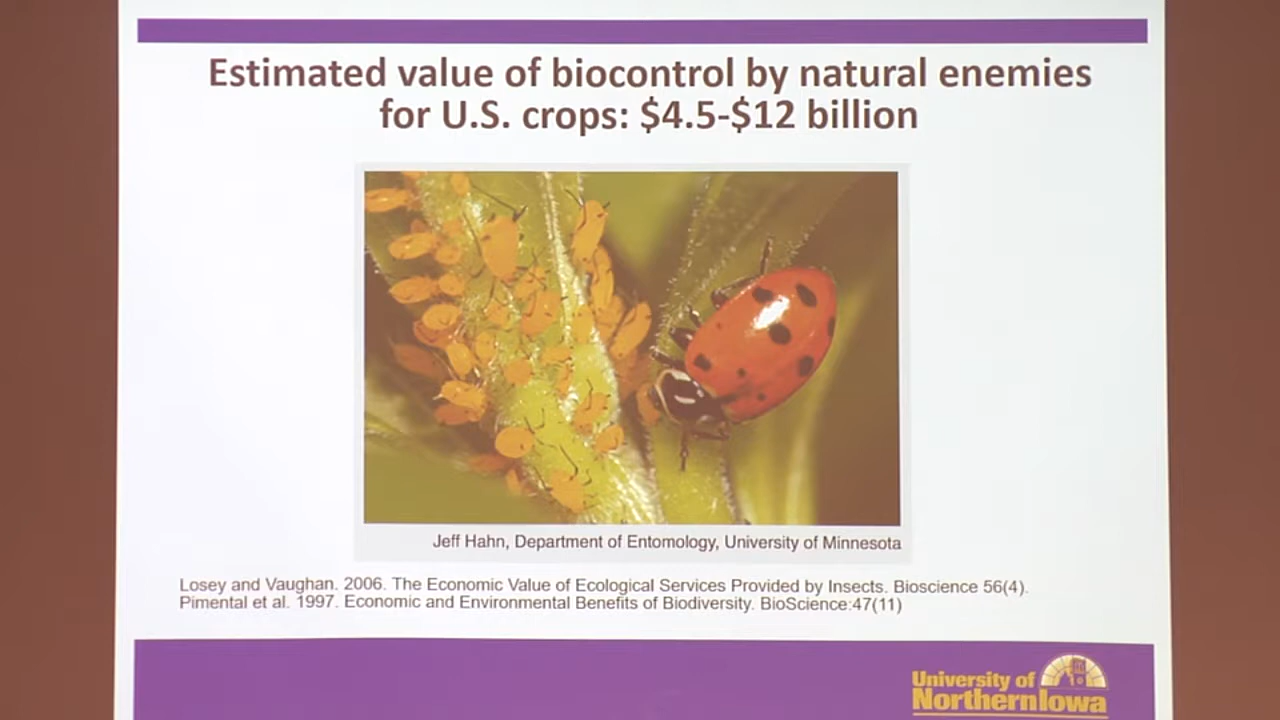 Estimated value of biocontrol by natural enemies
for U.S. crops: $4.5-$12 billion
Jeff Hahn, Department of Entomology, University of Minnesota
Losey and Vaughan. 2006. The Economic Value of Ecological Services Provided by Insects. Bioscience 56(4).
Pimental et al. 1997. Economic and Environmental Benefits of Biodiversity. BioScience:47(11)
University of
NorthernIowa